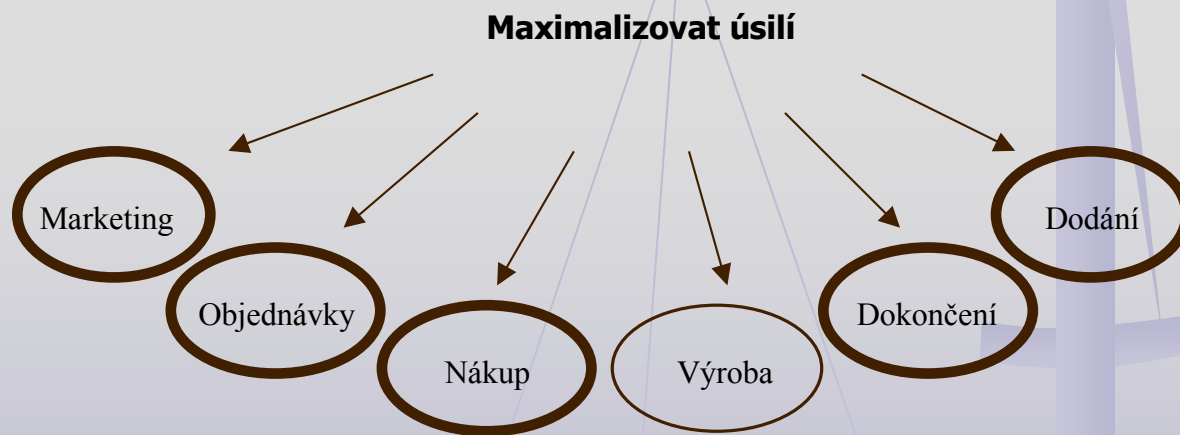 Maximalizovat úsilí
Marketing
Objednávky
Nákup
Výroba
Dokončení
Dodání